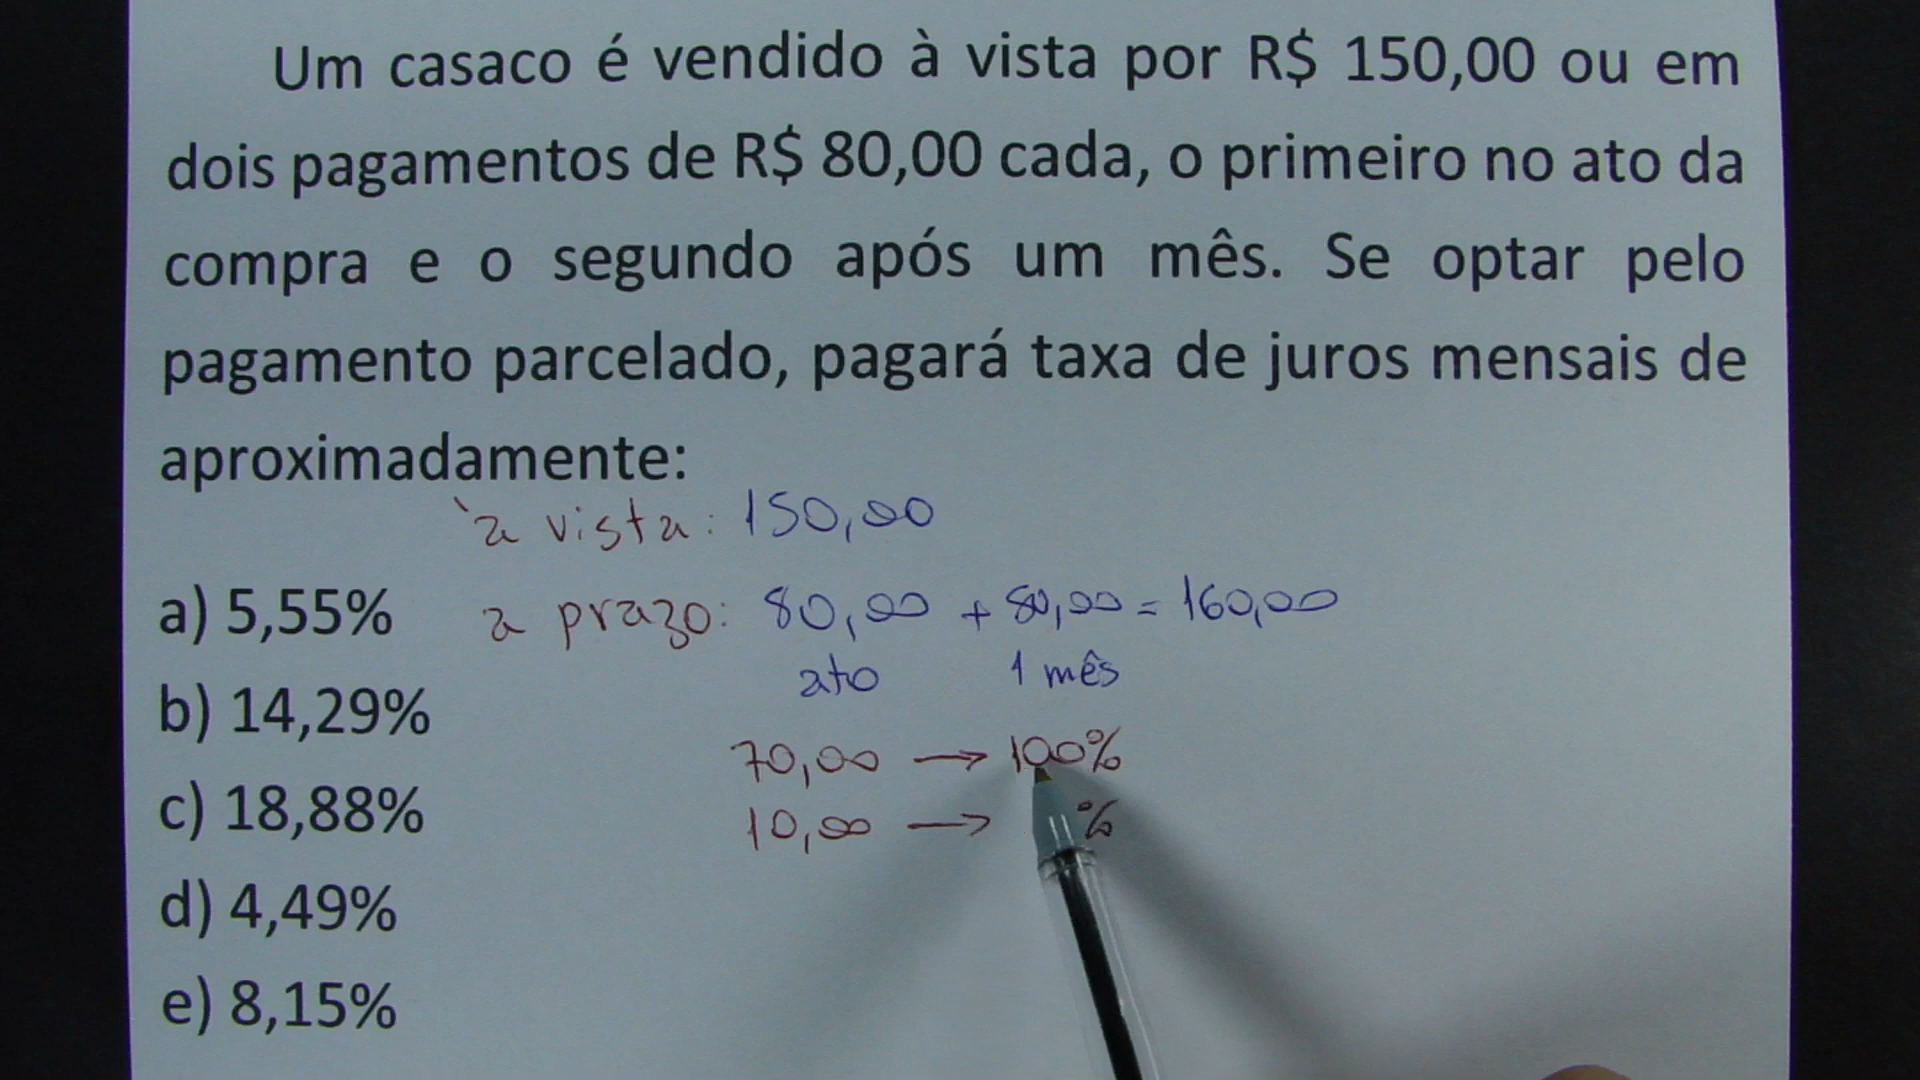 Um casaco é vendido à vista por R$ 150,00 ou em
dois pagamentos de R$ 80,00 cada, o primeiro no ato da
compra e o segundo após um mês. Se optar pelo
pagamento parcelado, pagará taxa de juros mensais de
aproximadamente:
à vista: 150,00
a) 5,55%
a prazo: 80,00 + 80,00 = 160,00
ato 1 mês
b) 14,29%
70,00 → 100%
c) 18,88%
10,00 → %
d) 4,49%
e) 8,15%